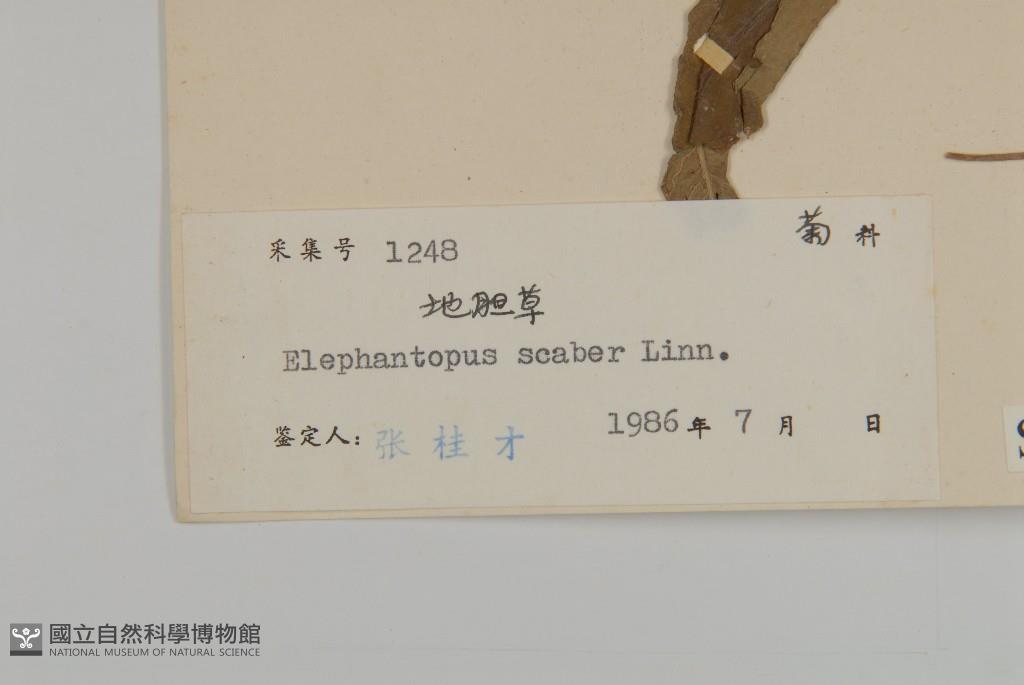 采集号 1248 菊科
地胆草
Elephantopus scaber Linn.
鉴定人: 张桂才 1986年 7月 日
S
國立自然科學博物館
NATIONAL MUSEUM OF NATURAL SCIENCE